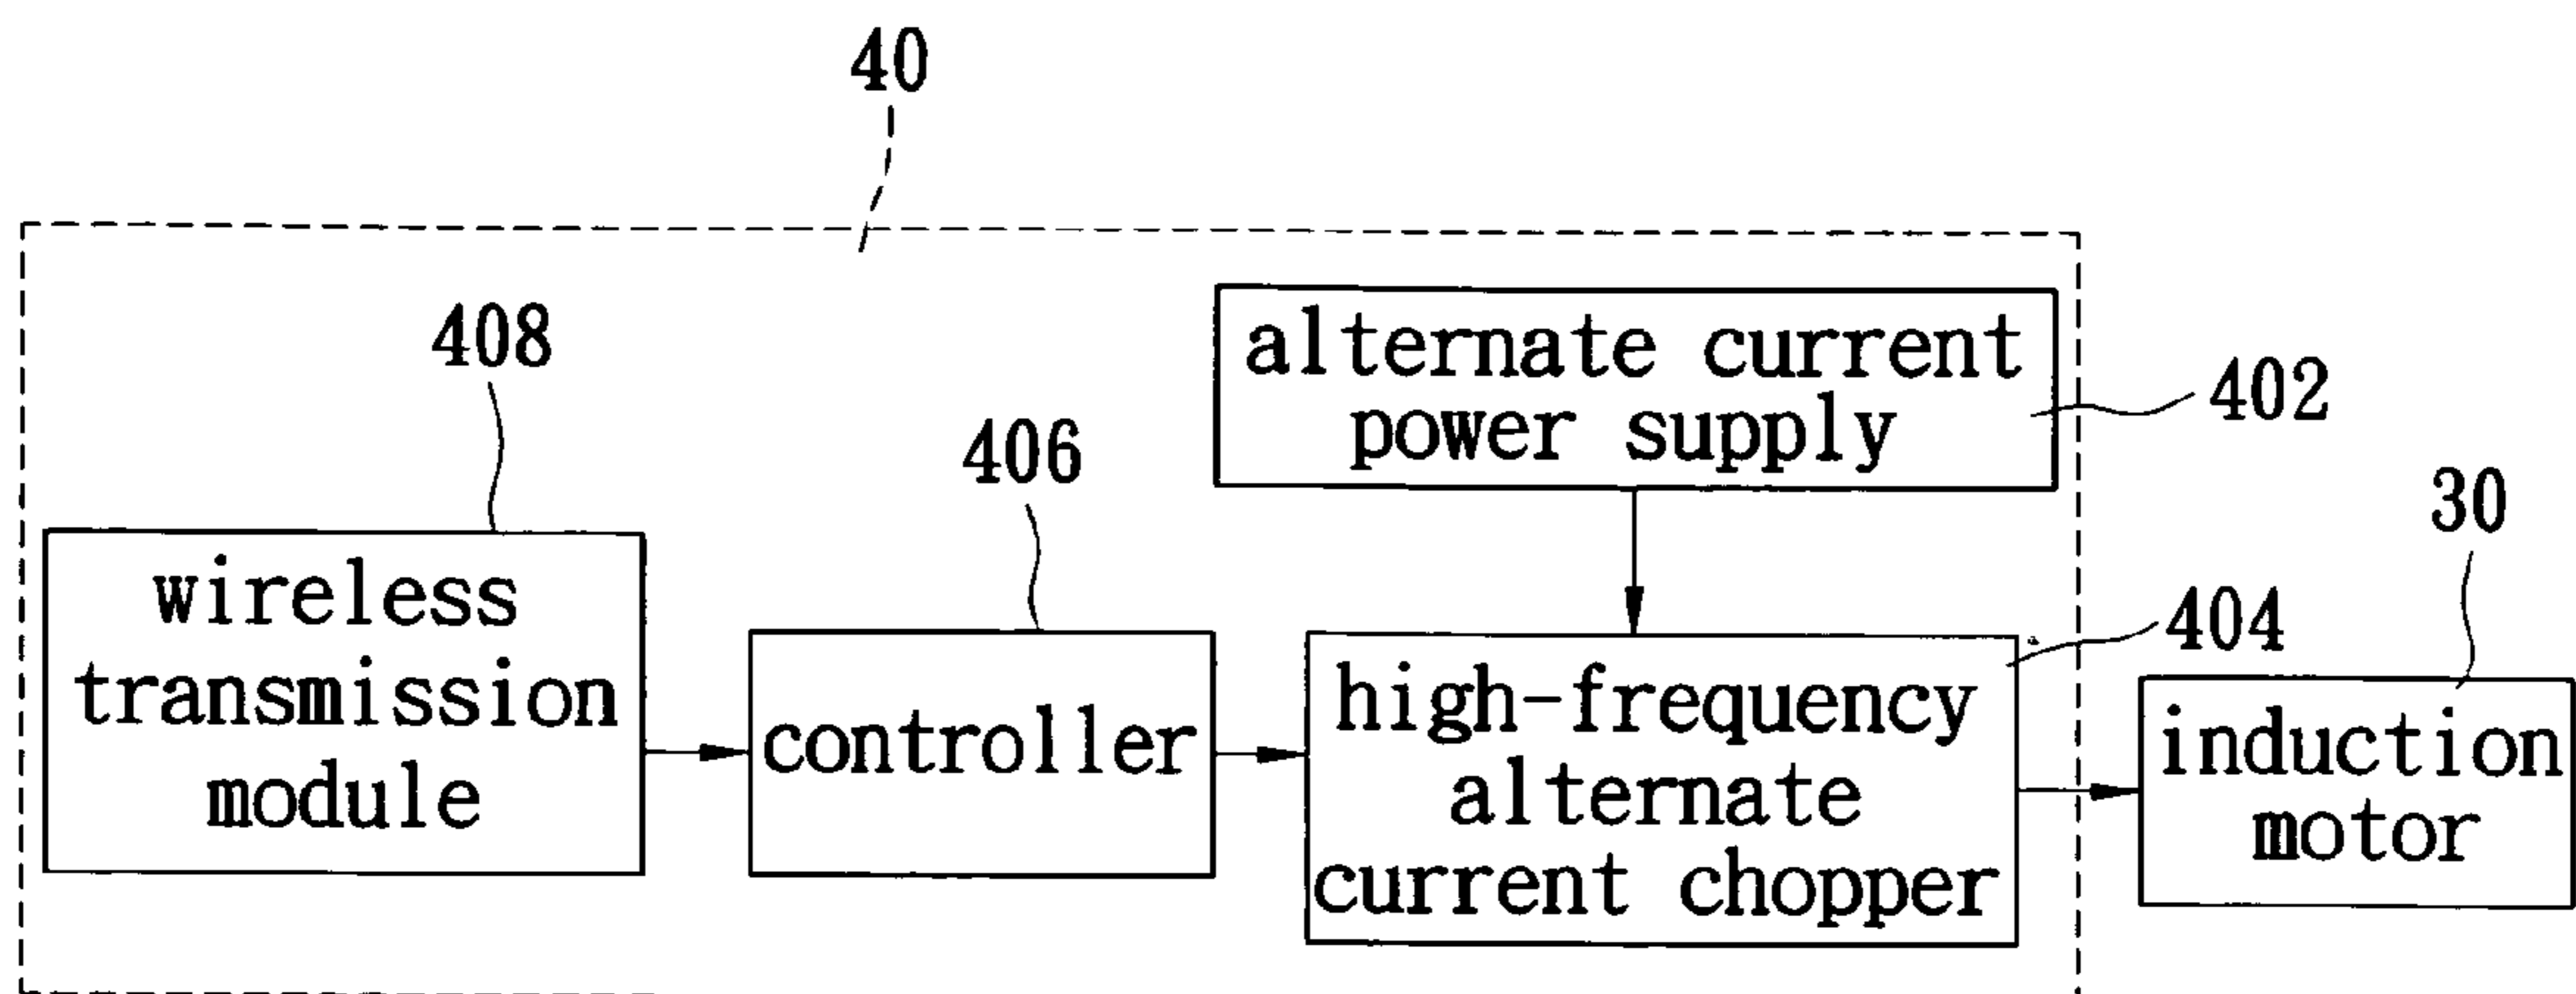 40
408
406
alternate current
power supply
402
30
404
wireless
transmission
module
controller
high-frequency
alternate
current chopper
induction
motor